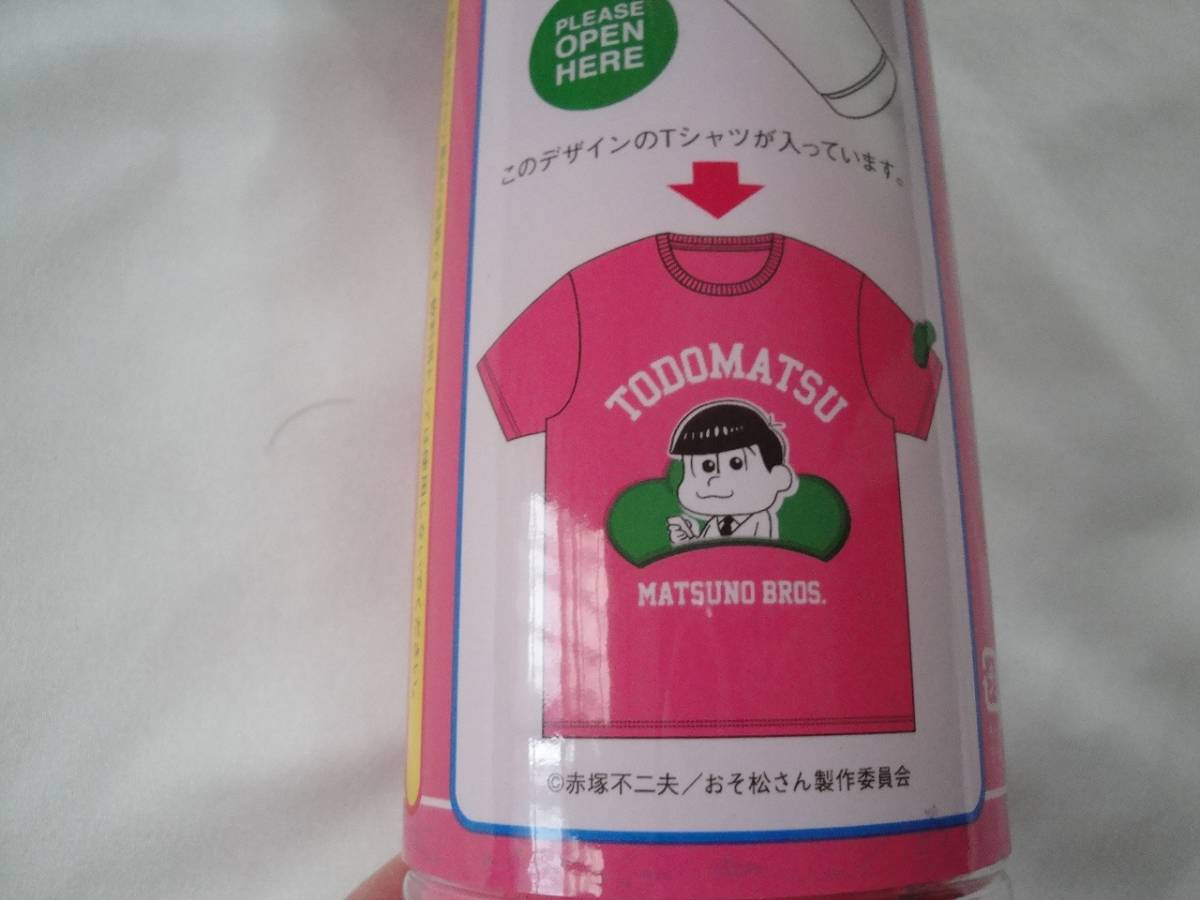 PLEASE
OPEN
HERE
このデザインのTシャツが入っています。
TODOMATSU
MATSUNO BROS.
©赤塚不二夫／おそ松さん製作委員会